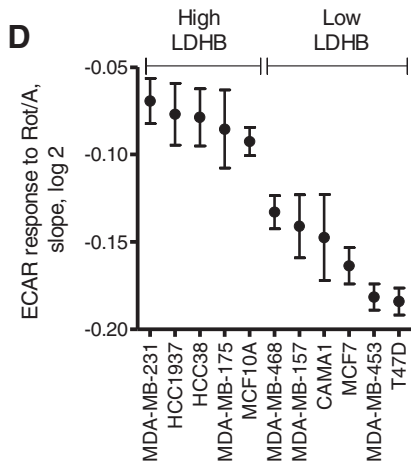 D
High
LDHB
Low
LDHB
ECAR response to Rot/A,
slope, log 2
-0.05
-0.10
-0.15
-0.20
MDA-MB-231
HCC1937
HCC38
MDA-MB-175
MCF10A
MDA-MB-468
MDA-MB-157
CAMA1
MCF7
MDA-MB-453
T47D